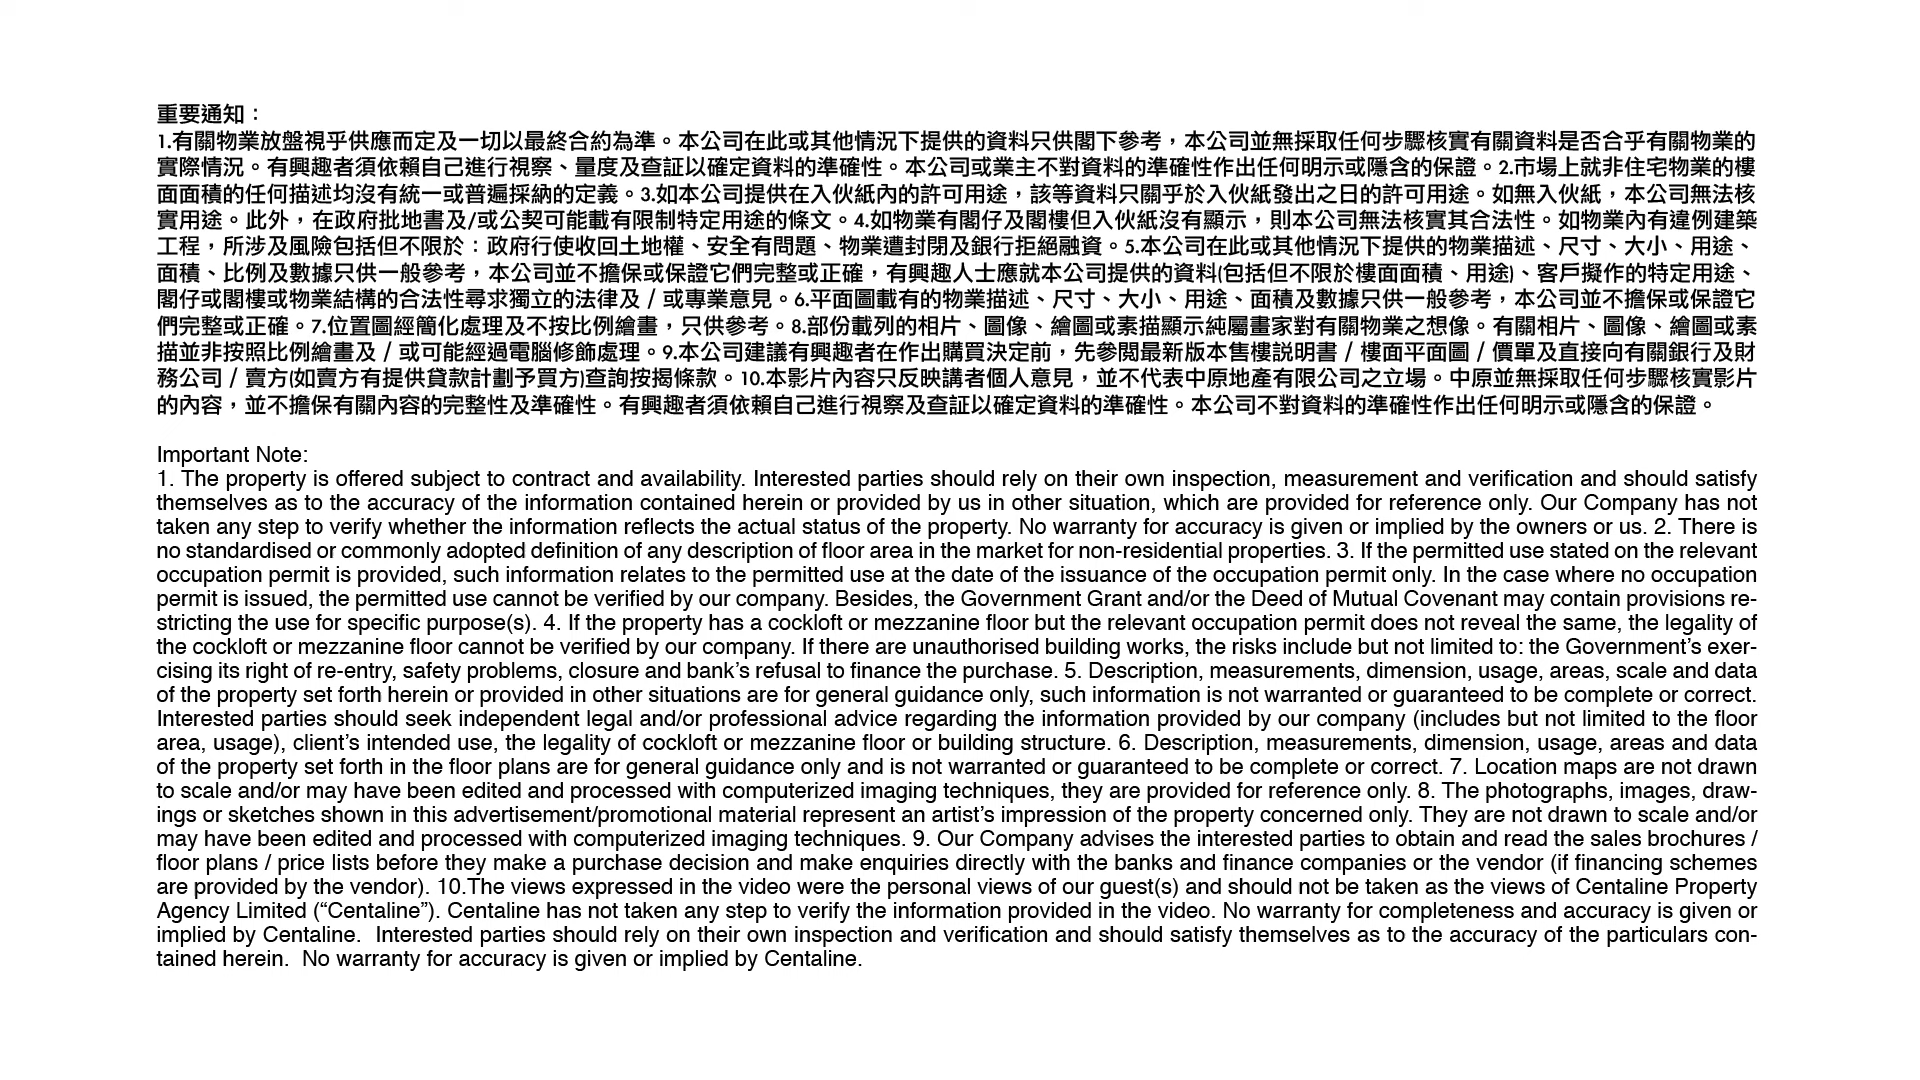 重要通知：
1.有關物業放盤視乎供應而定及一切以最終合約為準。本公司在此或其他情況下提供的資料只供閣下參考，本公司並無採取任何步驟核實有關資料是否合乎有關物業的
實際情況。有興趣者須依賴自己進行視察、量度及查証以確定資料的準確性。本公司或業主不對資料的準確性作出任何明示或隱含的保證。2.市場上就非住宅物業的樓
面面積的任何描述均沒有統一或普遍採納的定義。3.如本公司提供在入伙紙內的許可用途，該等資料只關乎於入伙紙發出之日的許可用途。如無入伙紙，本公司無法核
實用途。此外，在政府批地書及/或公契可能載有限制特定用途的條文。4.如物業有閣仔及閣樓但入伙紙沒有顯示，則本公司無法核實其合法性。如物業內有違例建築
工程，所涉及風險包括但不限於：政府行使收回土地權、安全有問題、物業遭封閉及銀行拒絕融資。5.本公司在此或其他情況下提供的物業描述、尺寸、大小、用途、
面積、比例及數據只供一般參考，本公司並不擔保或保證它們完整或正確，有興趣人士應就本公司提供的資料(包括但不限於樓面面積、用途)、客戶擬作的特定用途、
閣仔或閣樓或物業結構的合法性尋求獨立的法律及 / 或專業意見。6.平面圖載有的物業描述、尺寸、大小、用途、面積及數據只供一般參考，本公司並不擔保或保證它
們完整或正確。7.位置圖經簡化處理及不按比例繪畫，只供參考。8.部份載列的相片、圖像、繪圖或素描顯示純屬畫家對有關物業之想像。有關相片、圖像、繪圖或素
描並非按照比例繪畫及 / 或可能經過電腦修飾處理。9.本公司建議有興趣者在作出購買決定前，先參閱最新版本售樓説明書 / 樓面平面圖 / 價單及直接向有關銀行及財
務公司 / 賣方(如賣方有提供貸款計劃予買方)查詢按揭條款。10.本影片內容只反映講者個人意見，並不代表中原地產有限公司之立場。中原並無採取任何步驟核實影片
的內容，並不擔保有關內容的完整性及準確性。有興趣者須依賴自己進行視察及查証以確定資料的準確性。本公司不對資料的準確性作出任何明示或隱含的保證。
Important Note:
1. The property is offered subject to contract and availability. Interested parties should rely on their own inspection, measurement and verification and should satisfy
themselves as to the accuracy of the information contained herein or provided by us in other situation, which are provided for reference only. Our Company has not
taken any step to verify whether the information reflects the actual status of the property. No warranty for accuracy is given or implied by the owners or us. 2. There is
no standardised or commonly adopted definition of any description of floor area in the market for non-residential properties. 3. If the permitted use stated on the relevant
occupation permit is provided, such information relates to the permitted use at the date of the issuance of the occupation permit only. In the case where no occupation
permit is issued, the permitted use cannot be verified by our company. Besides, the Government Grant and/or the Deed of Mutual Covenant may contain provisions re-
stricting the use for specific purpose(s). 4. If the property has a cockloft or mezzanine floor but the relevant occupation permit does not reveal the same, the legality of
the cockloft or mezzanine floor cannot be verified by our company. If there are unauthorised building works, the risks include but not limited to: the Government’s exer-
cising its right of re-entry, safety problems, closure and bank’s refusal to finance the purchase. 5. Description, measurements, dimension, usage, areas, scale and data
of the property set forth herein or provided in other situations are for general guidance only, such information is not warranted or guaranteed to be complete or correct.
Interested parties should seek independent legal and/or professional advice regarding the information provided by our company (includes but not limited to the floor
area, usage), client’s intended use, the legality of cockloft or mezzanine floor or building structure. 6. Description, measurements, dimension, usage, areas and data
of the property set forth in the floor plans are for general guidance only and is not warranted or guaranteed to be complete or correct. 7. Location maps are not drawn
to scale and/or may have been edited and processed with computerized imaging techniques, they are provided for reference only. 8. The photographs, images, draw-
ings or sketches shown in this advertisement/promotional material represent an artist’s impression of the property concerned only. They are not drawn to scale and/or
may have been edited and processed with computerized imaging techniques. 9. Our Company advises the interested parties to obtain and read the sales brochures /
floor plans / price lists before they make a purchase decision and make enquiries directly with the banks and finance companies or the vendor (if financing schemes
are provided by the vendor). 10.The views expressed in the video were the personal views of our guest(s) and should not be taken as the views of Centaline Property
Agency Limited (“Centaline”). Centaline has not taken any step to verify the information provided in the video. No warranty for completeness and accuracy is given or
implied by Centaline.  Interested parties should rely on their own inspection and verification and should satisfy themselves as to the accuracy of the particulars con-
tained herein.  No warranty for accuracy is given or implied by Centaline.